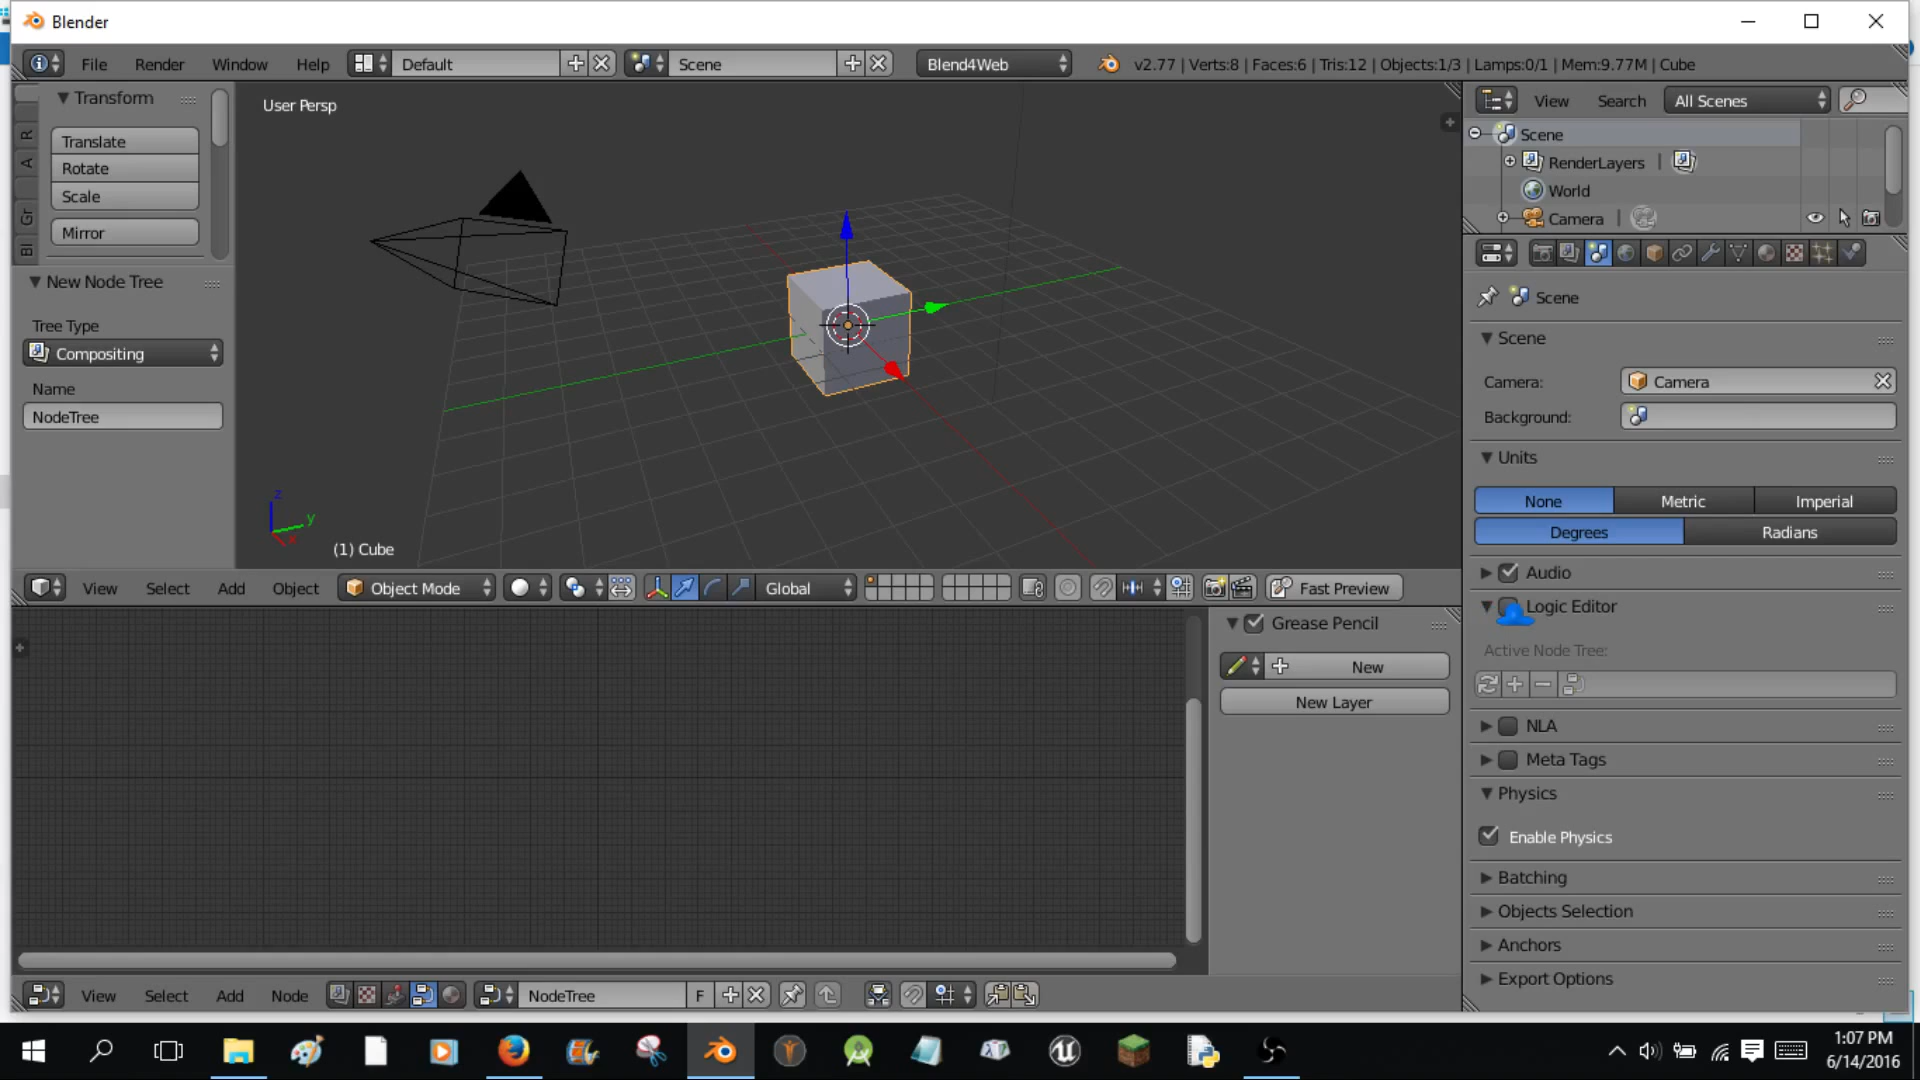 Blender
File Render Window Help Default Scene Blend4Web v2.77 | Verts:8 | Faces:6 | Tris:12 | Objects:1/3 | Lamps:0/1 | Mem:9.77M | Cube
Transform
Translate
Rotate
Scale
Mirror
R
A
Gr
Bl
New Node Tree
Tree Type
Compositing
Name
NodeTree
User Persp
z
y
x
(1) Cube
View Search All Scenes
Scene
RenderLayers |
World
Camera |
Scene
Scene
Camera: Camera
Background:
Units
None Metric Imperial
Degrees Radians
Audio
Logic Editor
Active Node Tree:
NLA
Meta Tags
Physics
Enable Physics
Batching
Objects Selection
Anchors
Export Options
View Select Add Object Object Mode Global Fast Preview
Grease Pencil
New
New Layer
View Select Add Node NodeTree F
1:07 PM
6/14/2016